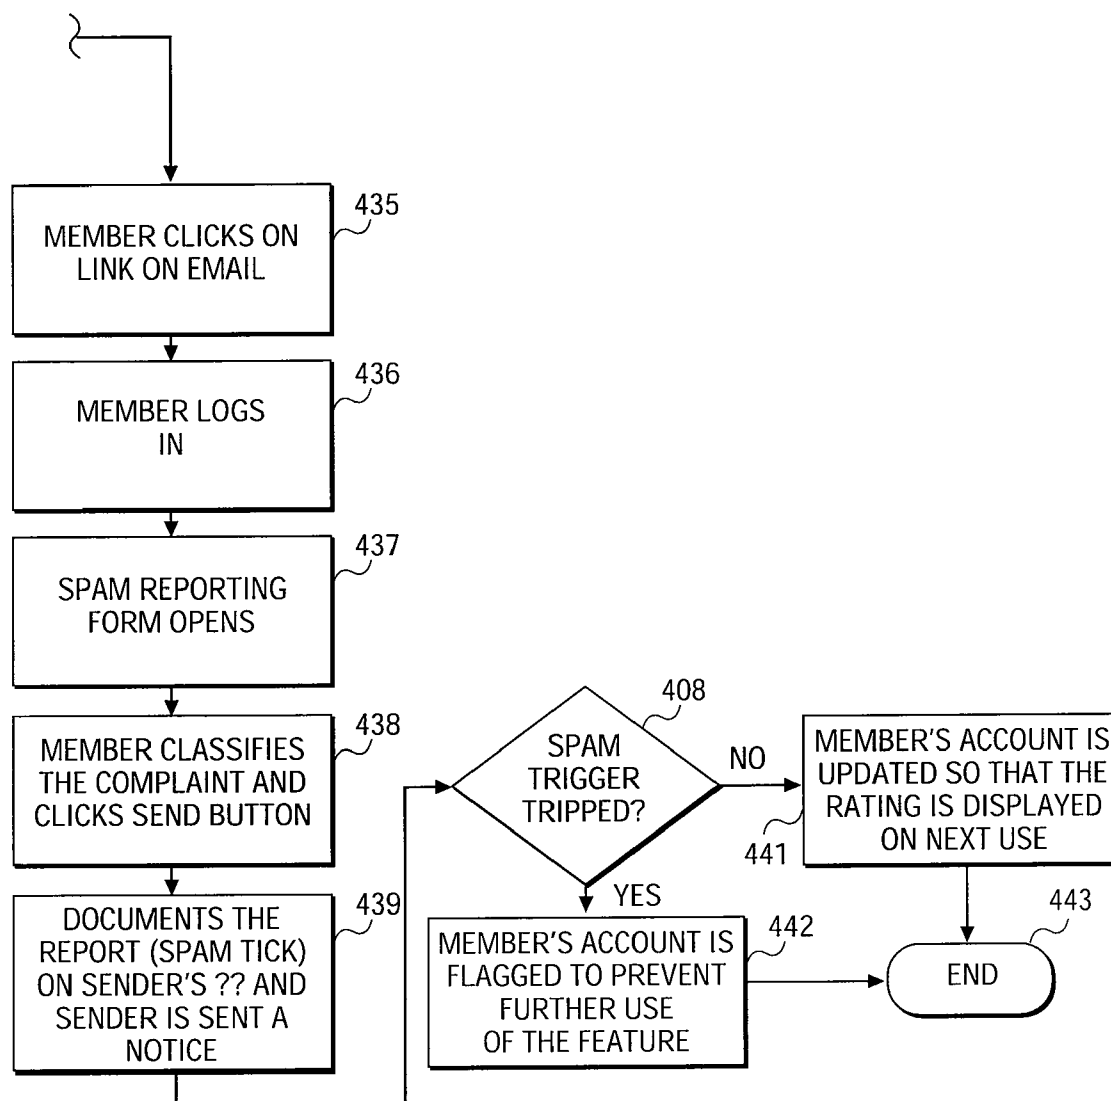 435
MEMBER CLICKS ON
LINK ON EMAIL
436
MEMBER LOGS
IN
437
SPAM REPORTING
FORM OPENS
438
MEMBER CLASSIFIES
THE COMPLAINT AND
CLICKS SEND BUTTON
439
DOCUMENTS THE
REPORT (SPAM TICK)
ON SENDER'S ?? AND
SENDER IS SENT A
NOTICE
408
SPAM
TRIGGER
TRIPPED?
NO
YES
MEMBER'S ACCOUNT IS
UPDATED SO THAT THE
RATING IS DISPLAYED
ON NEXT USE
441
442
MEMBER'S ACCOUNT IS
FLAGGED TO PREVENT
FURTHER USE
OF THE FEATURE
443
END